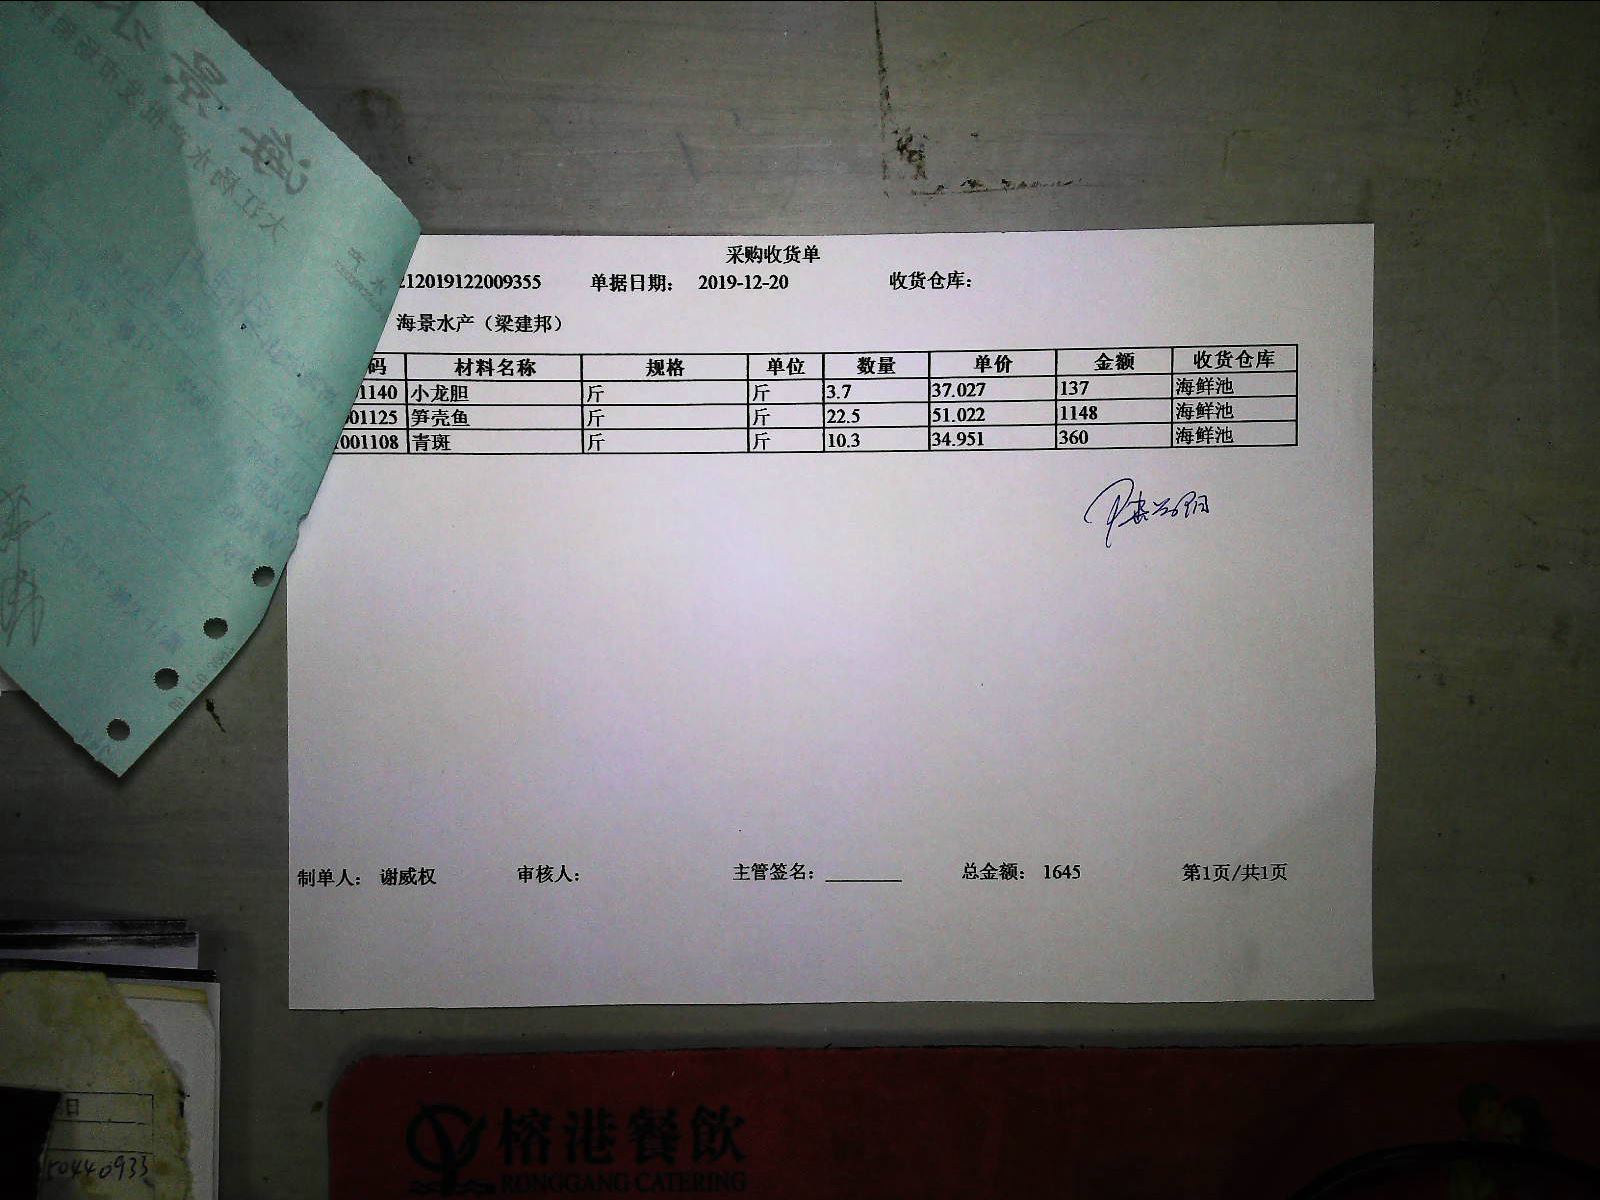 采购收货单
212019122009355 单据日期： 2019-12-20 收货仓库：
海景水产（梁建邦）
码 材料名称 规格 单位 数量 单价 金额 收货仓库
1140 小龙胆 斤 斤 3.7 37.027 137 海鲜池
001125 笋壳鱼 斤 斤 22.5 51.022 1148 海鲜池
001108 青斑 斤 斤 10.3 34.951 360 海鲜池
制单人： 谢威权 审核人： 主管签名： 总金额： 1645 第1页/共1页
榕港餐飲
RONGGANG CATERING
50440933